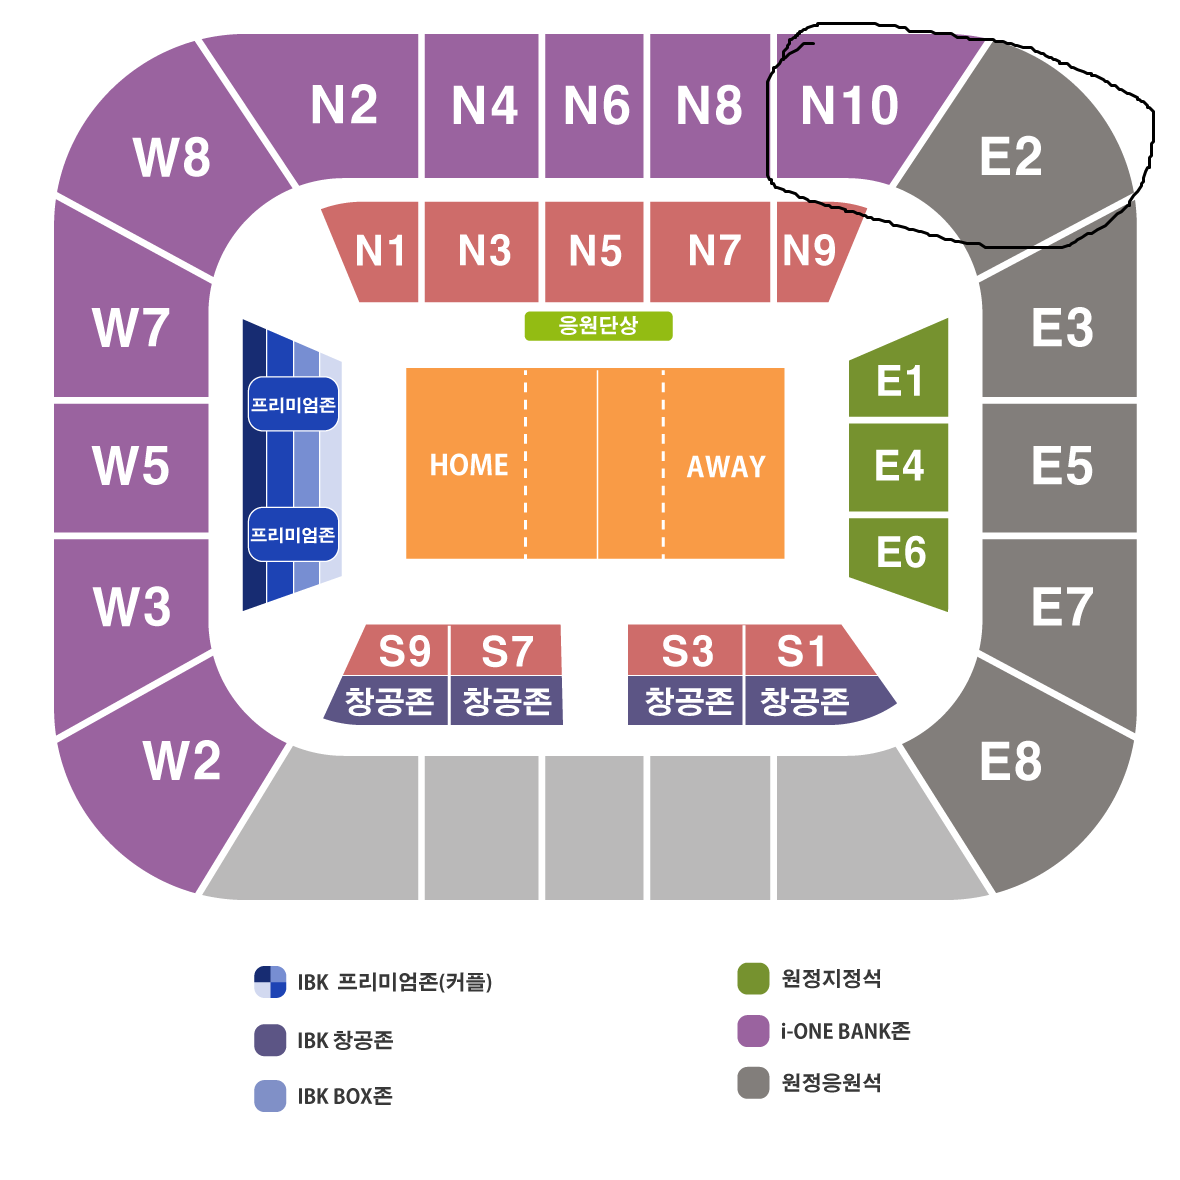 N2 N4 N6 N8 N10
W8 E2
N1 N3 N5 N7 N9
W7 E3
응원단상
E1
프리미엄존
HOME AWAY
W5 E4 E5
프리미엄존
E6
W3 E7
S9 S7 S3 S1
창공존 창공존 창공존 창공존
W2 E8
IBK 프리미엄존(커플)
IBK 창공존
IBK BOX존
원정지정석
i-ONE BANK존
원정응원석